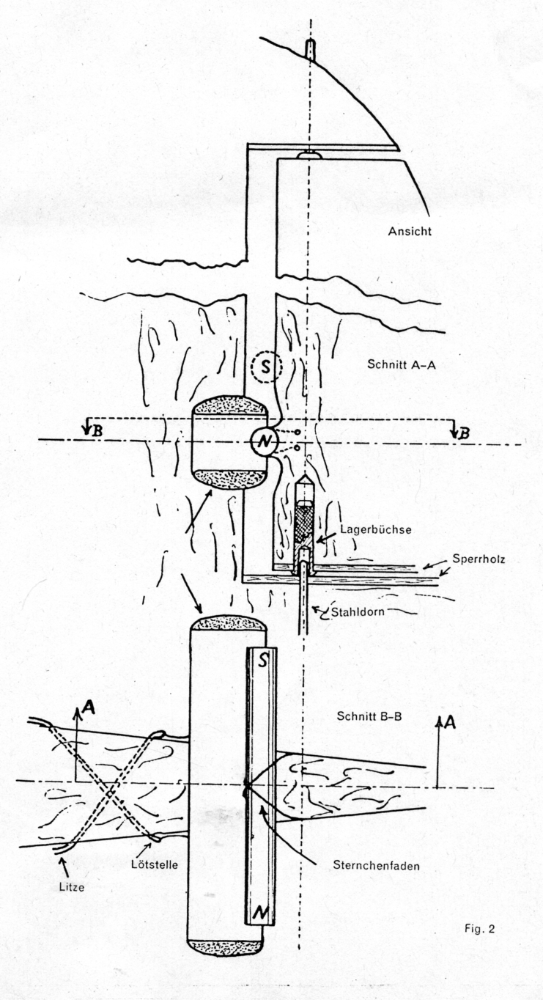 Ansicht
S
Schnitt A-A
B
B
N
Lagerbüchse
Sperrholz
Stahldorn
S
A
Schnitt B-B
A
Lötstelle
Sternchenfaden
Litze
N
Fig. 2